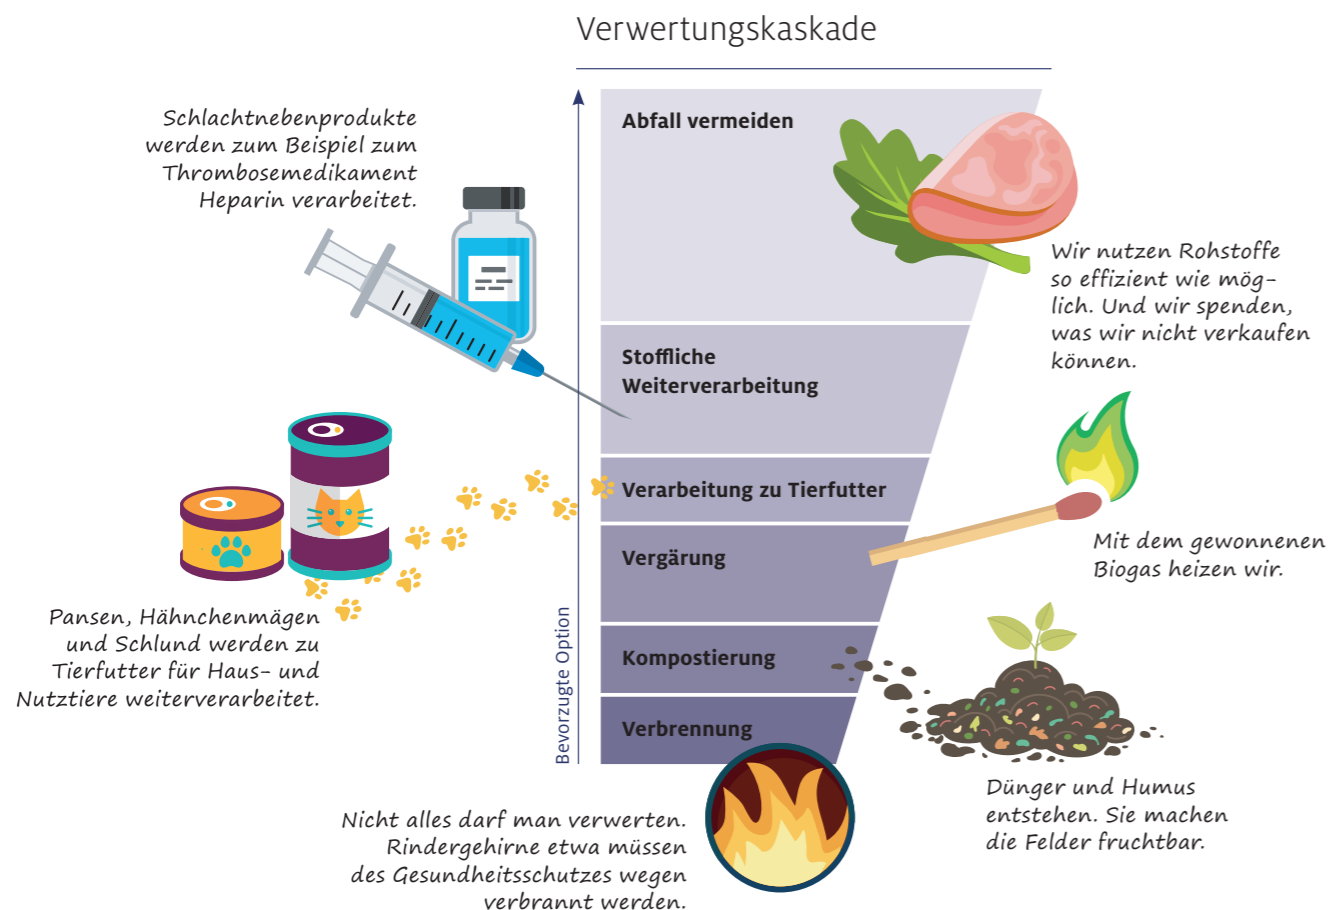 Verwertungskaskade
Schlachtnebenprodukte
werden zum Beispiel zum
Thrombosemedikament
Heparin verarbeitet.
Abfall vermeiden
Wir nutzen Rohstoffe
so effizient wie mög-
lich. Und wir spenden,
was wir nicht verkaufen
können.
Stoffliche
Weiterverarbeitung
Verarbeitung zu Tierfutter
Pansen, Hähnchenmägen
und Schlund werden zu
Tierfutter für Haus- und
Nutztiere weiterverarbeitet.
Vergärung
Mit dem gewonnenen
Biogas heizen wir.
Bevorzugte Option
Kompostierung
Dünger und Humus
entstehen. Sie machen
die Felder fruchtbar.
Verbrennung
Nicht alles darf man verwerten.
Rindergehirne etwa müssen
des Gesundheitsschutzes wegen
verbrannt werden.